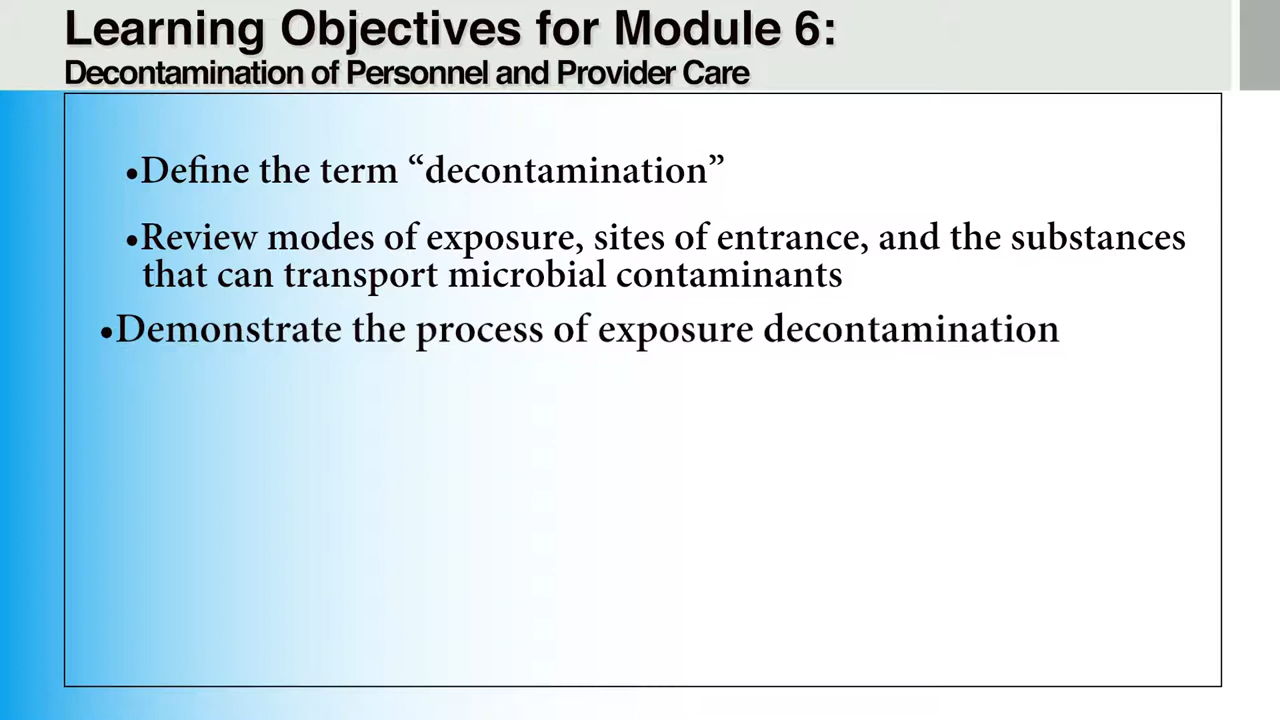 Learning Objectives for Module 6:
Decontamination of Personnel and Provider Care
•Define the term “decontamination”
•Review modes of exposure, sites of entrance, and the substances
that can transport microbial contaminants
•Demonstrate the process of exposure decontamination